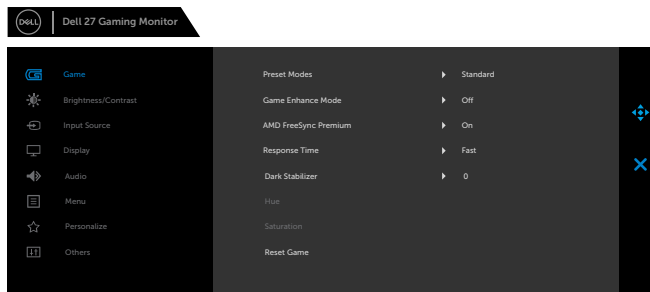 DELL
Dell 27 Gaming Monitor
Game
Preset Modes Standard
Brightness/Contrast
Game Enhance Mode Off
Input Source
AMD FreeSync Premium On
Display
Response Time Fast
Audio
Dark Stabilizer 0
Menu
Hue
Personalize
Saturation
Others
Reset Game